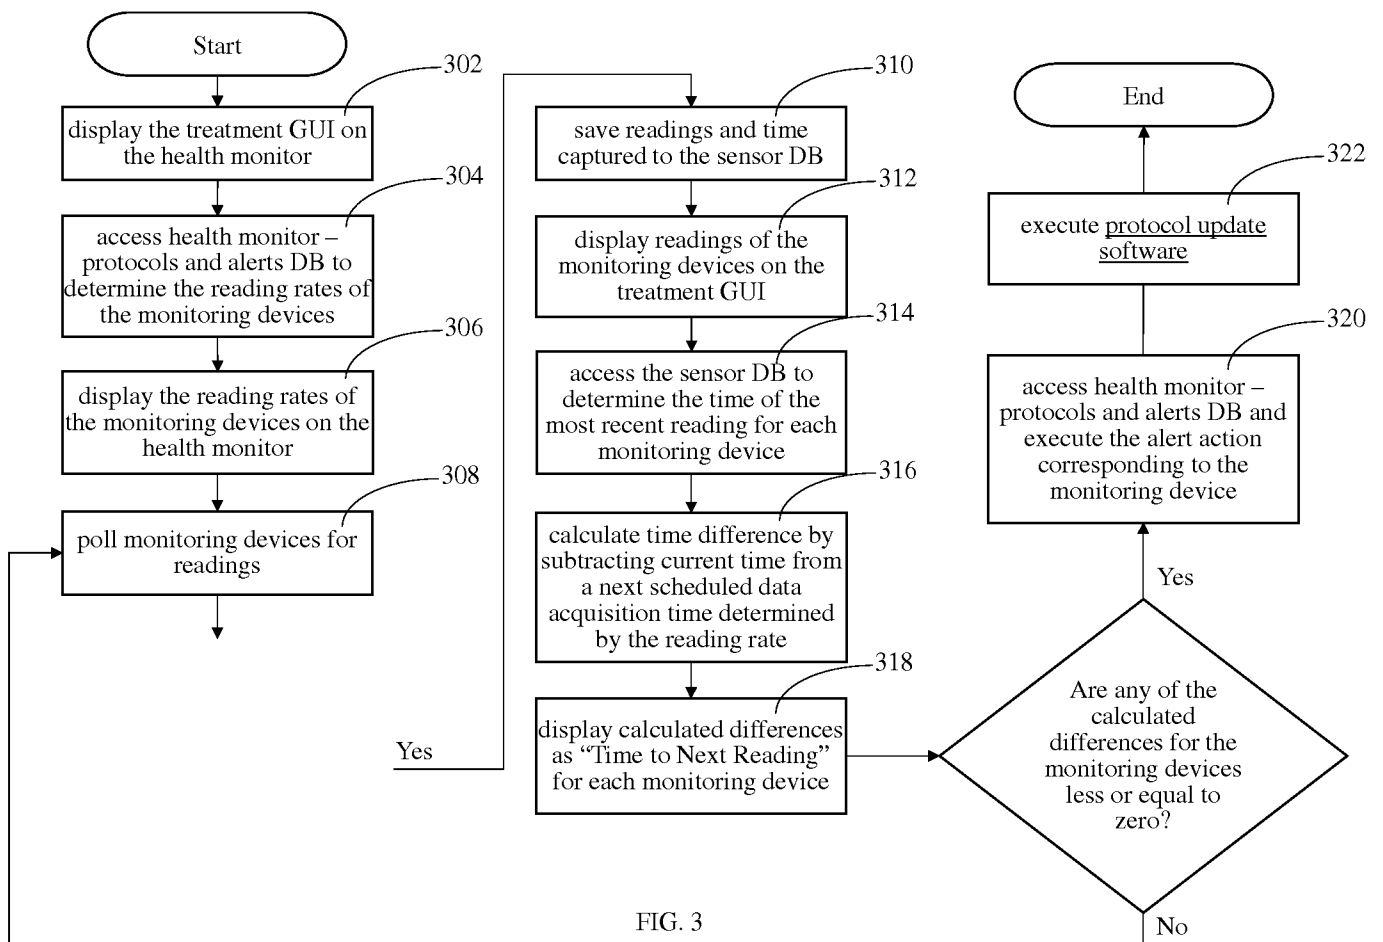 Start
302
display the treatment GUI on
the health monitor
304
access health monitor –
protocols and alerts DB to
determine the reading rates of
the monitoring devices
306
display the reading rates of
the monitoring devices on the
health monitor
308
poll monitoring devices for
readings
Yes
310
save readings and time
captured to the sensor DB
312
display readings of the
monitoring devices on the
treatment GUI
314
access the sensor DB to
determine the time of the
most recent reading for each
monitoring device
316
calculate time difference by
subtracting current time from
a next scheduled data
acquisition time determined
by the reading rate
318
display calculated differences
as “Time to Next Reading”
for each monitoring device
End
322
execute protocol update
software
320
access health monitor –
protocols and alerts DB and
execute the alert action
corresponding to the
monitoring device
Yes
Are any of the
calculated
differences for the
monitoring devices
less or equal to
zero?
No
FIG. 3